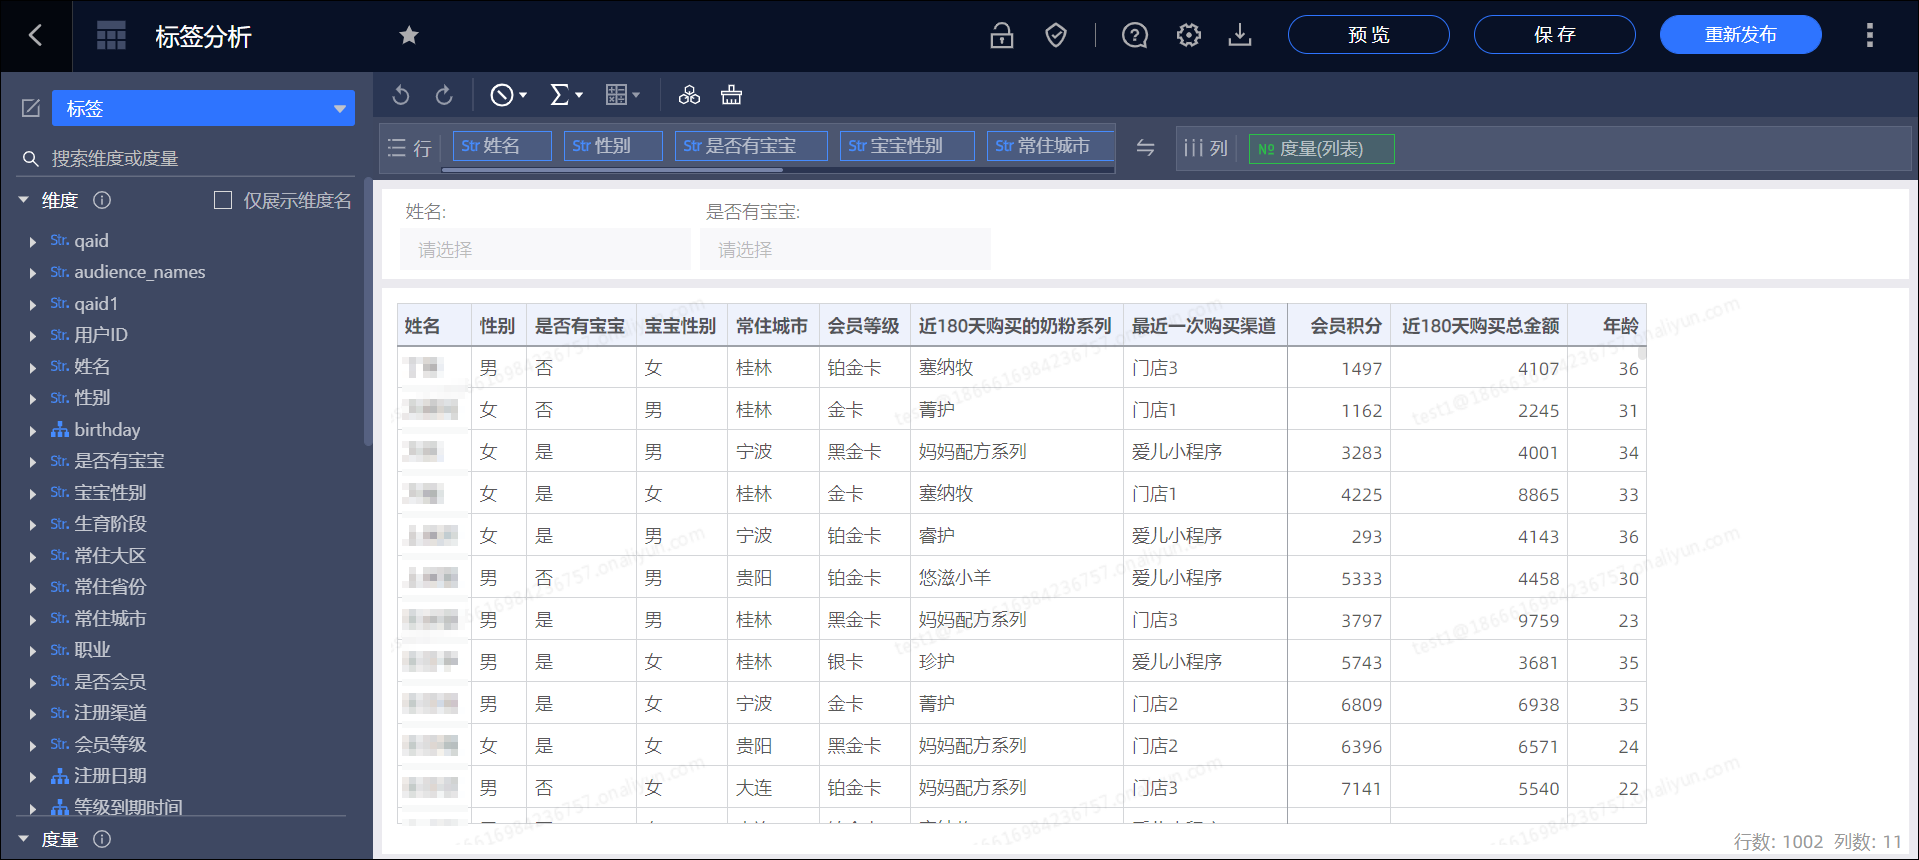 标签分析
预 览
保 存
重新发布
标签
搜索维度或度量
维度
仅展示维度名
Str. qaid
Str. audience_names
Str. qaid1
Str. 用户ID
Str. 姓名
Str. 性别
birthday
Str. 是否有宝宝
Str. 宝宝性别
Str. 生育阶段
Str. 常住大区
Str. 常住省份
Str. 常住城市
Str. 职业
Str. 是否会员
Str. 注册渠道
Str. 会员等级
注册日期
等级到期时间
度量
行 Str 姓名 Str 性别 Str 是否有宝宝 Str 宝宝性别 Str 常住城市
列 № 度量(列表)
姓名: 是否有宝宝:
请选择 请选择
姓名 性别 是否有宝宝 宝宝性别 常住城市 会员等级 近180天购买的奶粉系列 最近一次购买渠道 会员积分 近180天购买总金额 年龄
男 否 女 桂林 铂金卡 塞纳牧 门店3 1497 4107 36
女 否 男 桂林 金卡 菁护 门店1 1162 2245 31
女 是 男 宁波 黑金卡 妈妈配方系列 爱儿小程序 3283 4001 34
女 是 女 桂林 金卡 塞纳牧 门店1 4225 8865 33
女 是 男 宁波 铂金卡 睿护 爱儿小程序 293 4143 36
男 否 男 贵阳 铂金卡 悠滋小羊 爱儿小程序 5333 4458 30
男 是 男 桂林 黑金卡 妈妈配方系列 门店3 3797 9759 23
男 是 女 桂林 银卡 珍护 爱儿小程序 5743 3681 35
男 是 女 宁波 金卡 菁护 门店2 6809 6938 35
女 是 女 贵阳 黑金卡 妈妈配方系列 门店2 6396 6571 24
男 否 女 大连 铂金卡 妈妈配方系列 门店3 7141 5540 22
行数: 1002 列数: 11
test1@1866616984236757.onaliyun.com